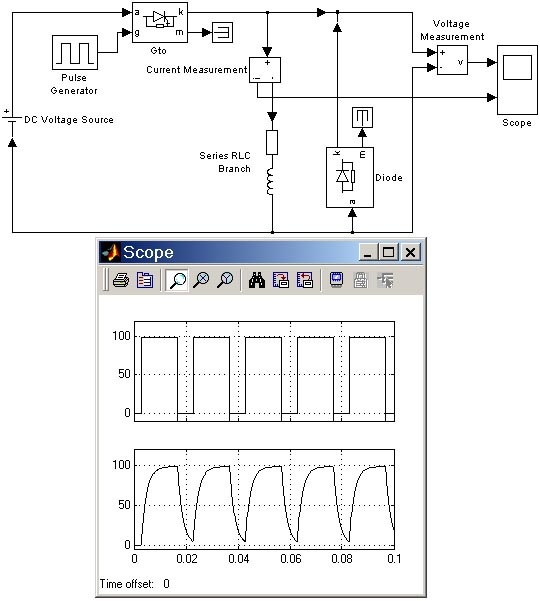 a
k
g
m
Gto
Pulse
Generator
DC Voltage Source
+
Current Measurement
+
i
-
Series RLC
Branch
k
m
a
Diode
Voltage
Measurement
+
-
v
Scope
Scope
100
50
0
100
50
0
0
0.02
0.04
0.06
0.08
0.1
Time offset: 0